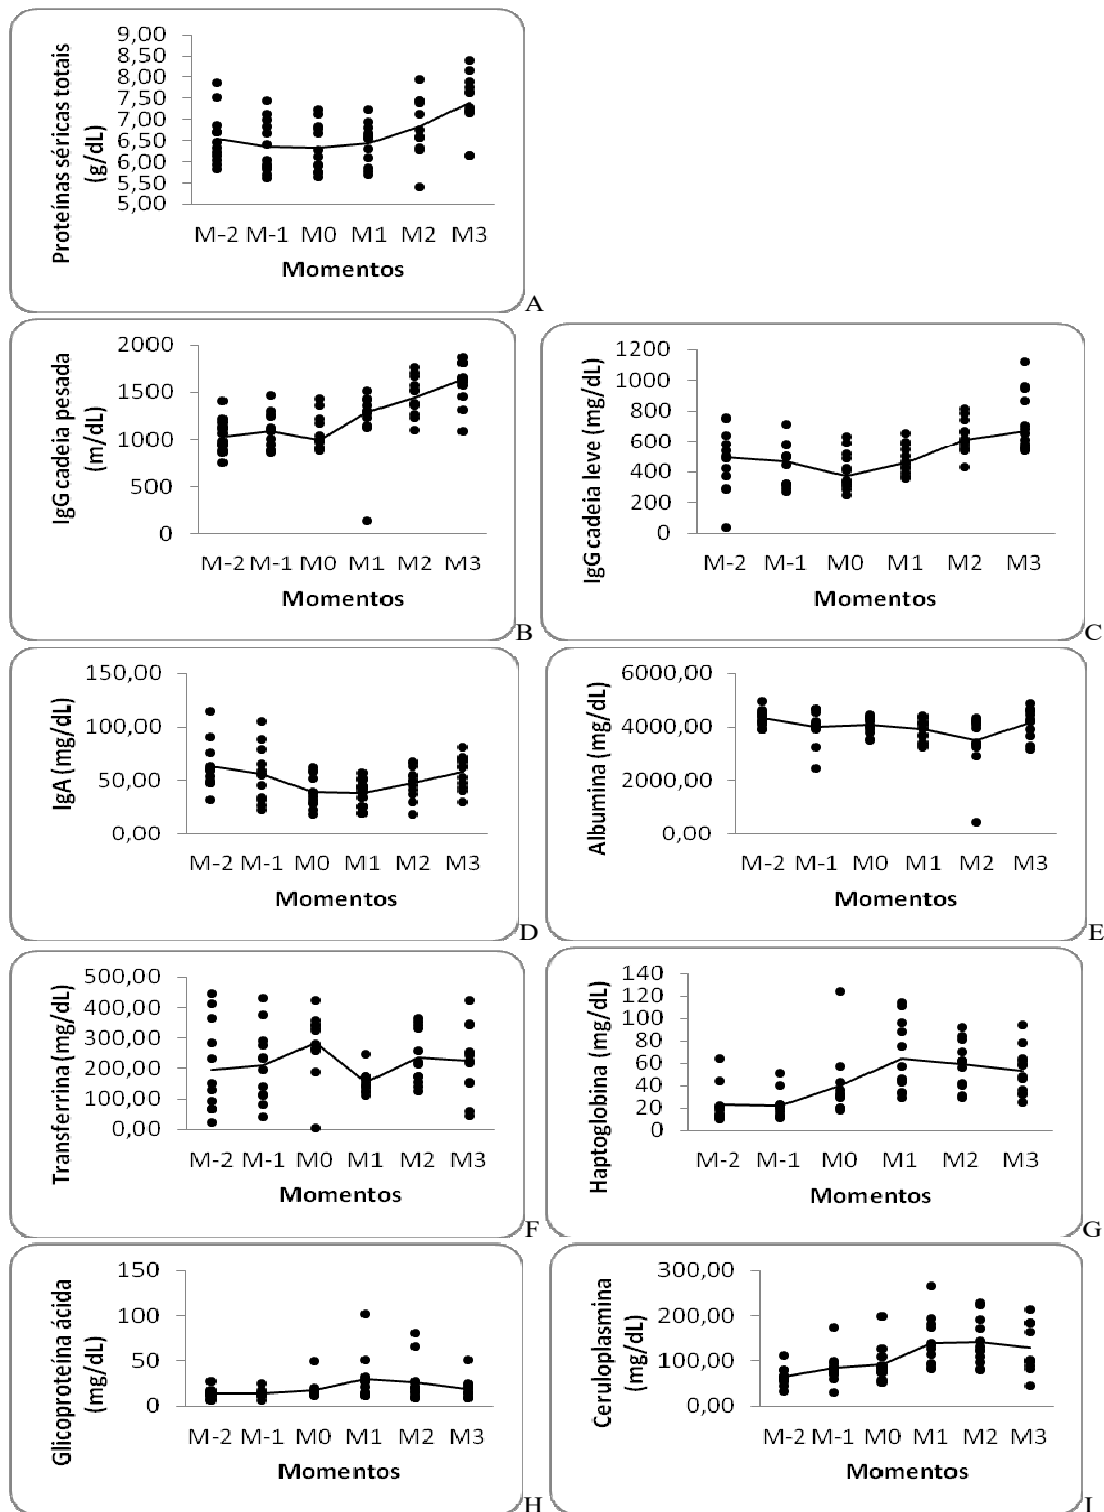 Proteínas séricas totais
(g/dL)
9,00
8,50
8,00
7,50
7,00
6,50
6,00
5,50
5,00
M-2 M-1 M0 M1 M2 M3
Momentos
A
IgG cadeia pesada
(m/dL)
2000
1500
1000
500
0
M-2 M-1 M0 M1 M2 M3
Momentos
B
IgG cadeia leve (mg/dL)
1200
1000
800
600
400
200
0
M-2 M-1 M0 M1 M2 M3
Momentos
C
IgA (mg/dL)
150,00
100,00
50,00
0,00
M-2 M-1 M0 M1 M2 M3
Momentos
D
Albumina (mg/dL)
6000,00
4000,00
2000,00
0,00
M-2 M-1 M0 M1 M2 M3
Momentos
E
Transferrina (mg/dL)
500,00
400,00
300,00
200,00
100,00
0,00
M-2 M-1 M0 M1 M2 M3
Momentos
F
Haptoglobina (mg/dL)
140
120
100
80
60
40
20
0
M-2 M-1 M0 M1 M2 M3
Momentos
G
Glicoproteína ácida
(mg/dL)
150
100
50
0
M-2 M-1 M0 M1 M2 M3
Momentos
H
Ceruloplasmina
(mg/dL)
300,00
200,00
100,00
0,00
M-2 M-1 M0 M1 M2 M3
Momentos
I